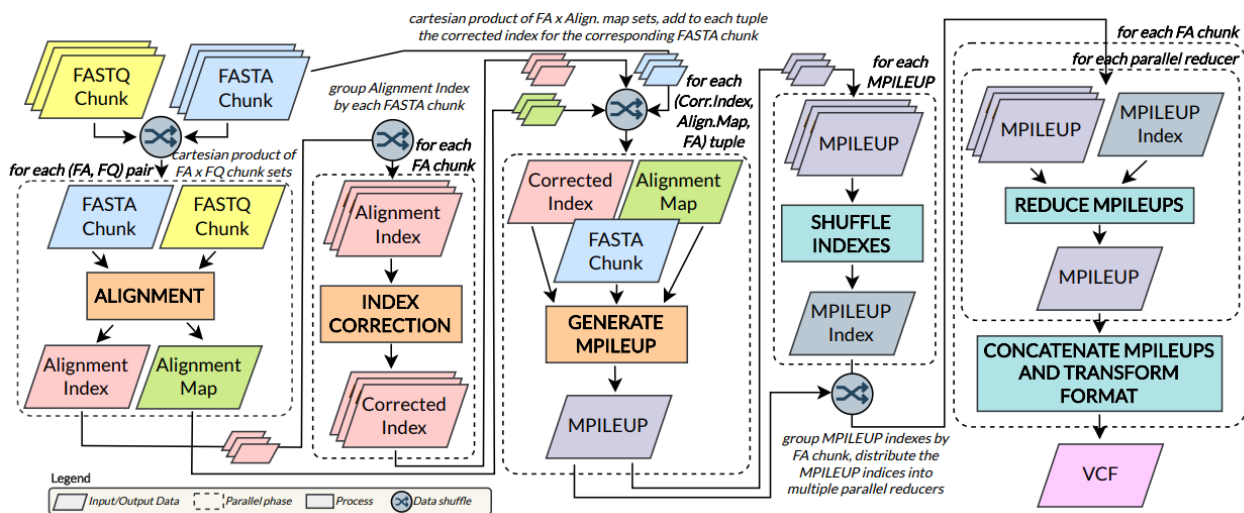 cartesian product of FA x Align. map sets, add to each tuple
the corrected index for the corresponding FASTA chunk
FASTQ
Chunk
FASTA
Chunk
group Alignment Index
by each FASTA chunk
for each (FA, FQ) pair
cartesian product of
FA x FQ chunk sets
FASTA
Chunk
FASTQ
Chunk
ALIGNMENT
Alignment
Index
Alignment
Map
for each
FA chunk
Alignment
Index
INDEX
CORRECTION
Corrected
Index
for each
(Corr.Index,
Align.Map,
FA) tuple
Corrected
Index
Alignment
Map
FASTA
Chunk
GENERATE
MPILEUP
MPILEUP
for each
MPILEUP
MPILEUP
SHUFFLE
INDEXES
MPILEUP
Index
group MPILEUP indexes by
FA chunk, distribute the
MPILEUP indices into
multiple parallel reducers
for each FA chunk
for each parallel reducer
MPILEUP
MPILEUP
Index
REDUCE MPILEUPS
MPILEUP
CONCATENATE MPILEUPS
AND TRANSFORM
FORMAT
VCF
Legend
Input/Output Data
Parallel phase
Process
Data shuffle